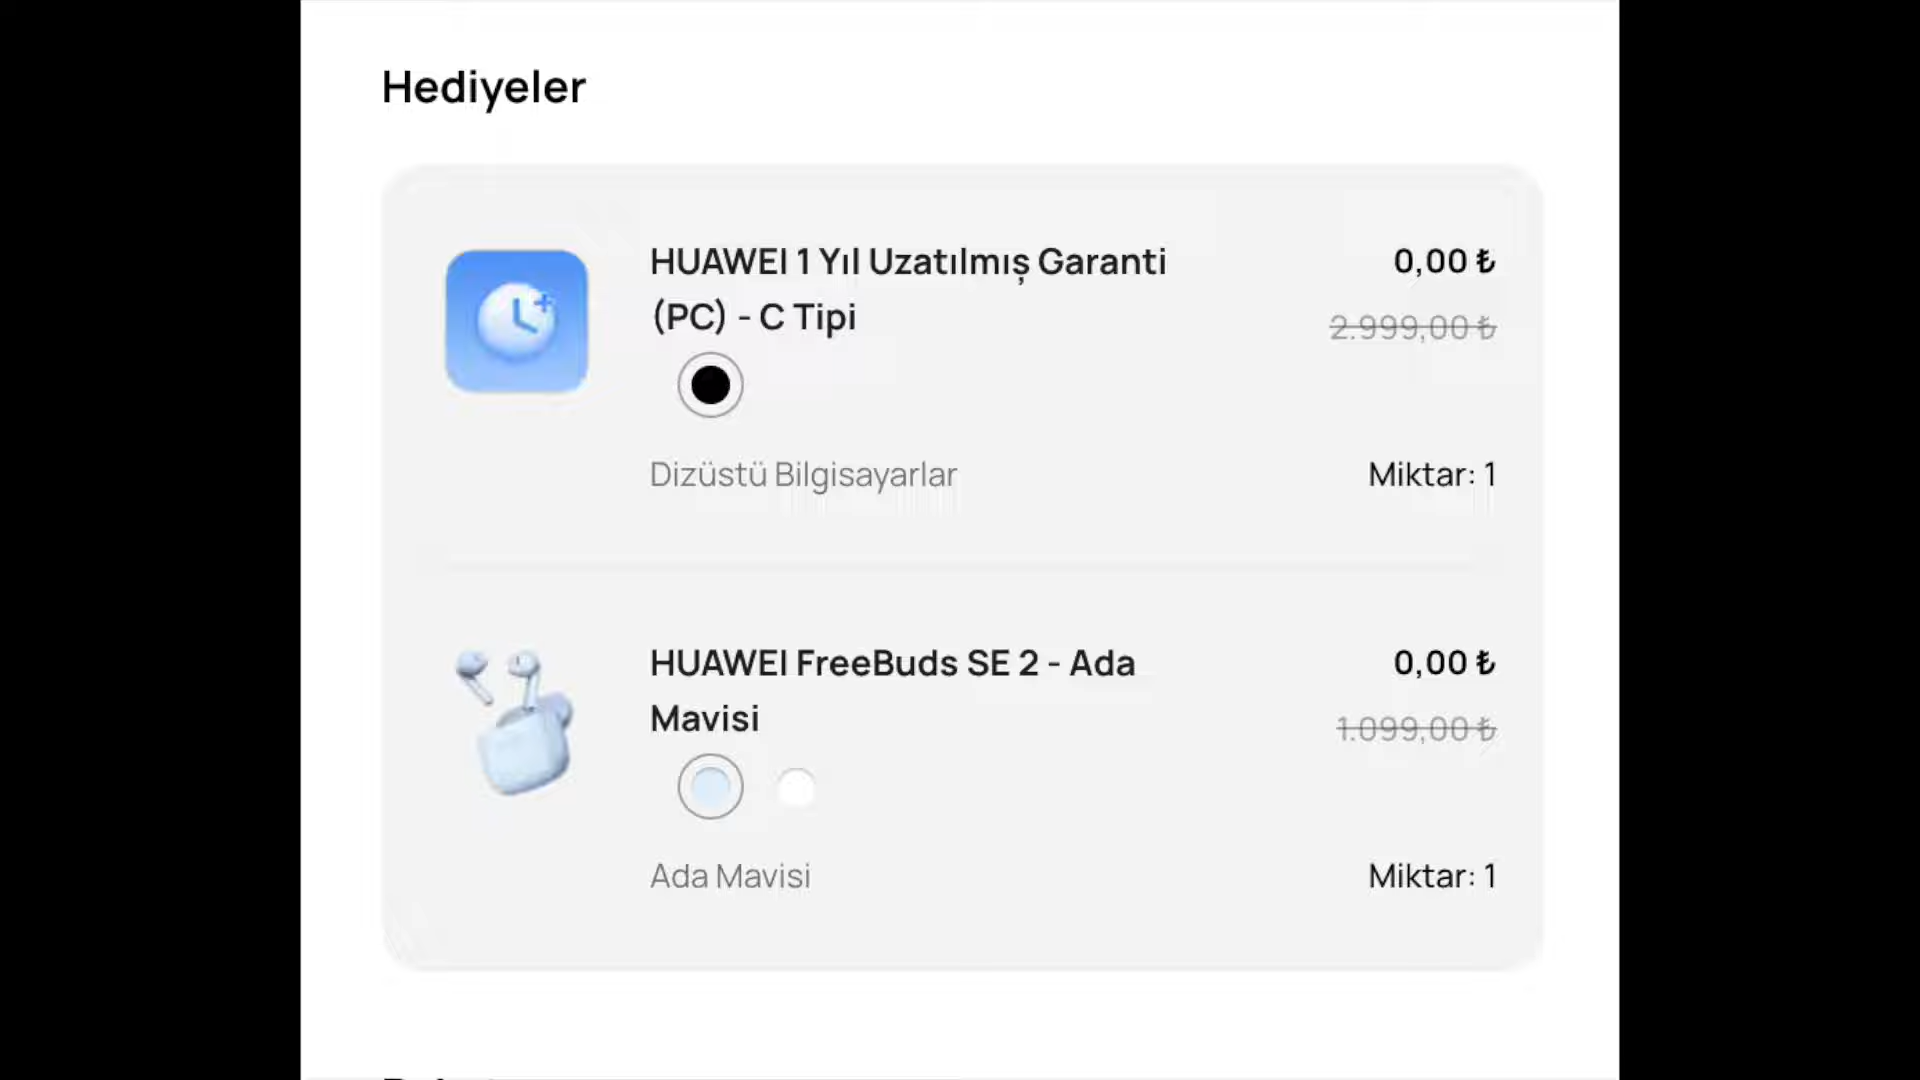 Hediyeler
HUAWEI 1 Yıl Uzatılmış Garanti
(PC) - C Tipi
0,00 ₺
2.999,00 ₺
Dizüstü Bilgisayarlar
Miktar: 1
HUAWEI FreeBuds SE 2 - Ada
Mavisi
0,00 ₺
1.099,00 ₺
Ada Mavisi
Miktar: 1